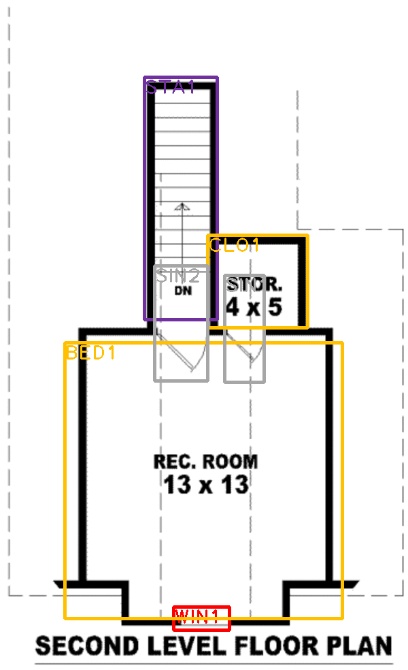 STA1
CLO1
SIN2
DN
STOR.
4 x 5
BED1
REC. ROOM
13 x 13
WIN1
SECOND LEVEL FLOOR PLAN